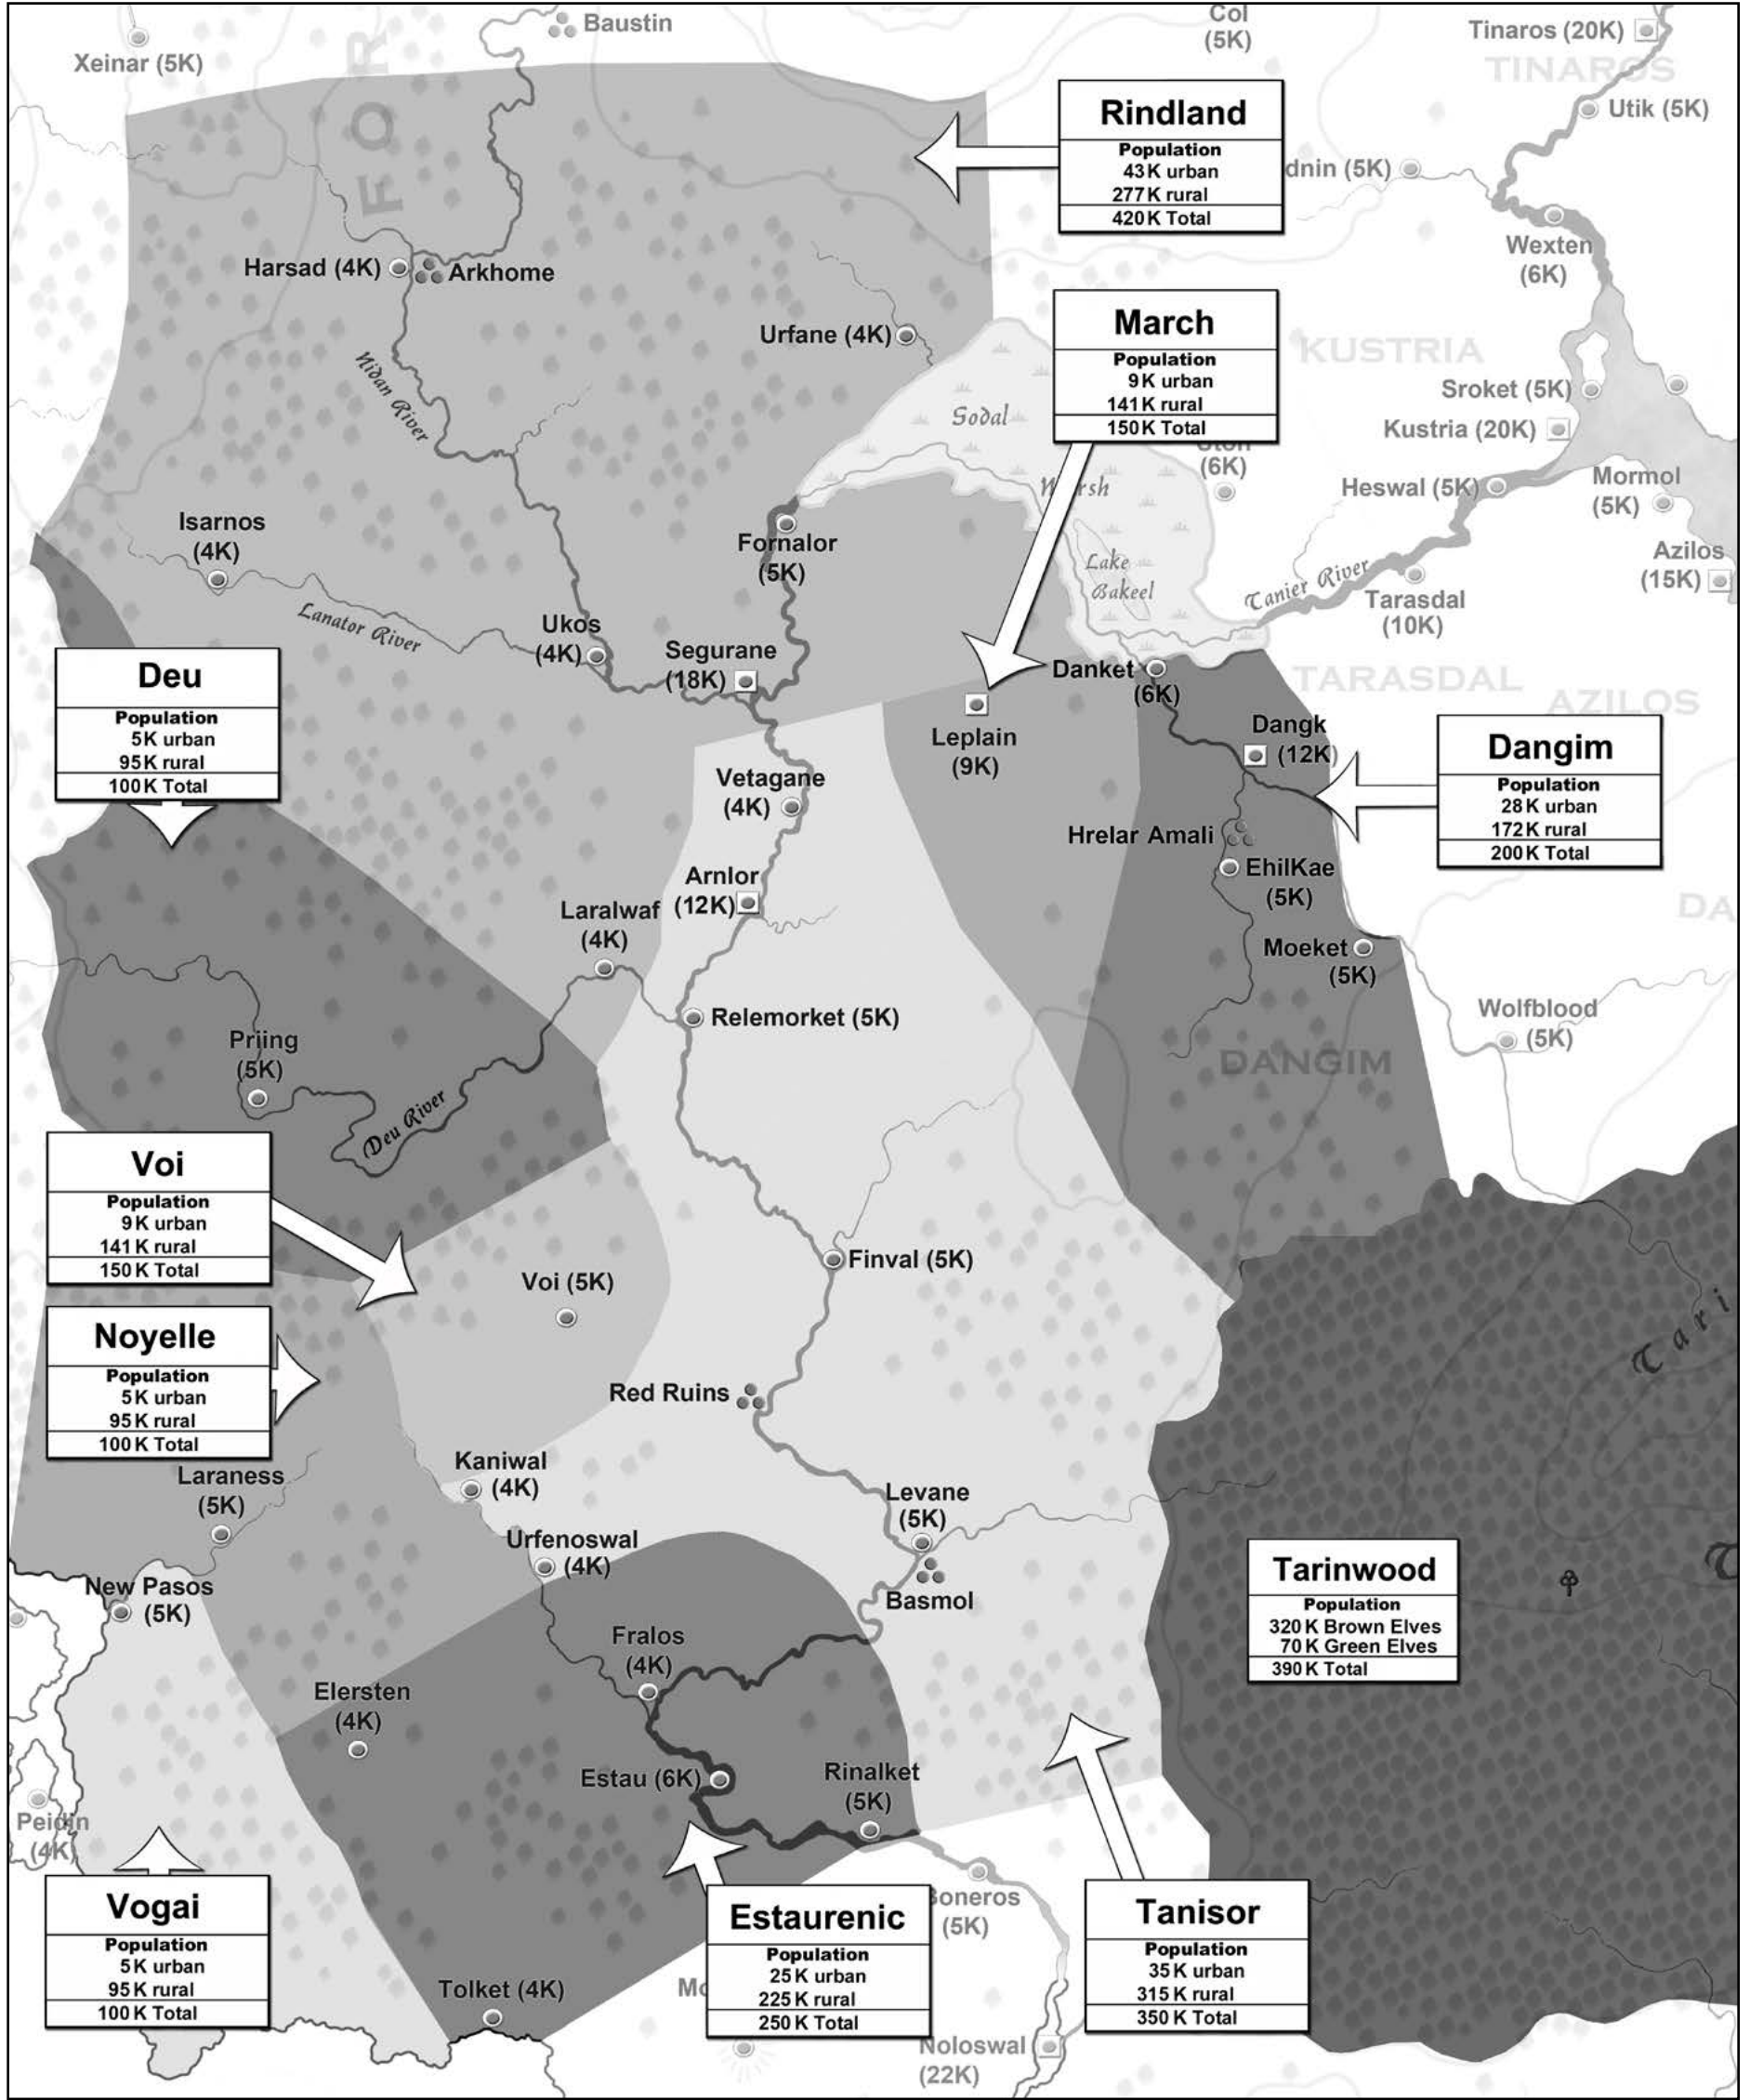 Baustin
Col
(5K)
Tinaros (20K)
TINAROS
Xeinar (5K)
FOR
Utik (5K)
Rindland
Population
43K urban
277K rural
420K Total
dnin (5K)
Wexten
(6K)
Harsad (4K)
Arkhome
March
Population
9K urban
141K rural
150K Total
Urfane (4K)
KUSTRIA
Nidan River
Sroket (5K)
Sodal
Marsh
Kustria (20K)
(6K)
Heswal (5K)
Mormol
(5K)
Isarnos
(4K)
Fornalor
(5K)
Lake
Bakeel
Tanier River
Azilos
(15K)
Tarasdal
(10K)
Lanator River
Ukos
(4K)
Segurane
(18K)
Danket
(6K)
TARASDAL
AZILOS
Deu
Population
5K urban
95K rural
100K Total
Leplain
(9K)
Dangk
(12K)
Dangim
Population
28K urban
172K rural
200K Total
Vetagane
(4K)
Hrelar Amali
EhilKae
(5K)
Arnlor
(12K)
Laralwaf
(4K)
DA
Moeket
(5K)
Relemorket (5K)
Wolfblood
(5K)
Priing
(5K)
DANGIM
Deu River
Voi
Population
9K urban
141K rural
150K Total
Finval (5K)
Voi (5K)
Tari
Noyelle
Population
5K urban
95K rural
100K Total
Red Ruins
Kaniwal
(4K)
Laraness
(5K)
Levane
(5K)
Urfenoswal
(4K)
New Pasos
(5K)
Basmol
Tarinwood
Population
320K Brown Elves
70K Green Elves
390K Total
T
Fralos
(4K)
Elersten
(4K)
Estau (6K)
Rinalket
(5K)
Peidin
(4K)
Vogai
Population
5K urban
95K rural
100K Total
Estaurenic
Population
25K urban
225K rural
250K Total
Boneros
(5K)
Tanisor
Population
35K urban
315K rural
350K Total
Tolket (4K)
Mo
Noloswal
(22K)